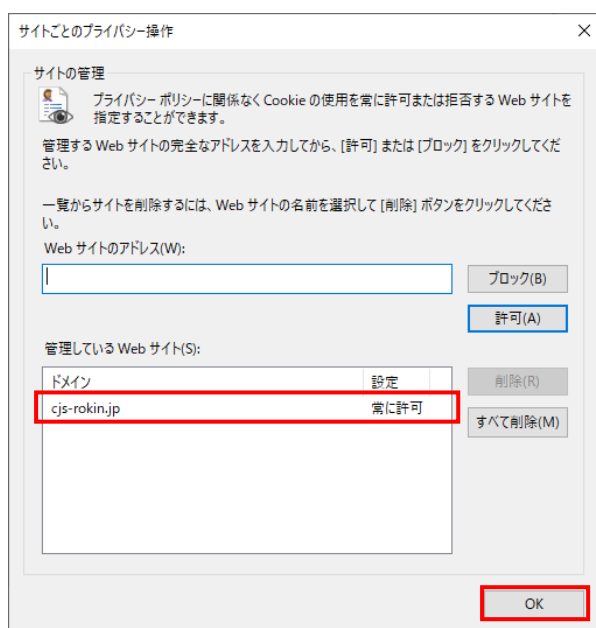 サイトごとのプライバシー操作
サイトの管理
プライバシー ポリシーに関係なく Cookie の使用を常に許可または拒否する Web サイトを
指定することができます。
管理する Web サイトの完全なアドレスを入力してから、[許可] または [ブロック] をクリックしてくだ
さい。
一覧からサイトを削除するには、Web サイトの名前を選択して [削除] ボタンをクリックしてくださ
い。
Web サイトのアドレス(W):
ブロック(B)
許可(A)
管理している Web サイト(S):
ドメイン 設定
cjs-rokin.jp 常に許可
削除(R)
すべて削除(M)
OK